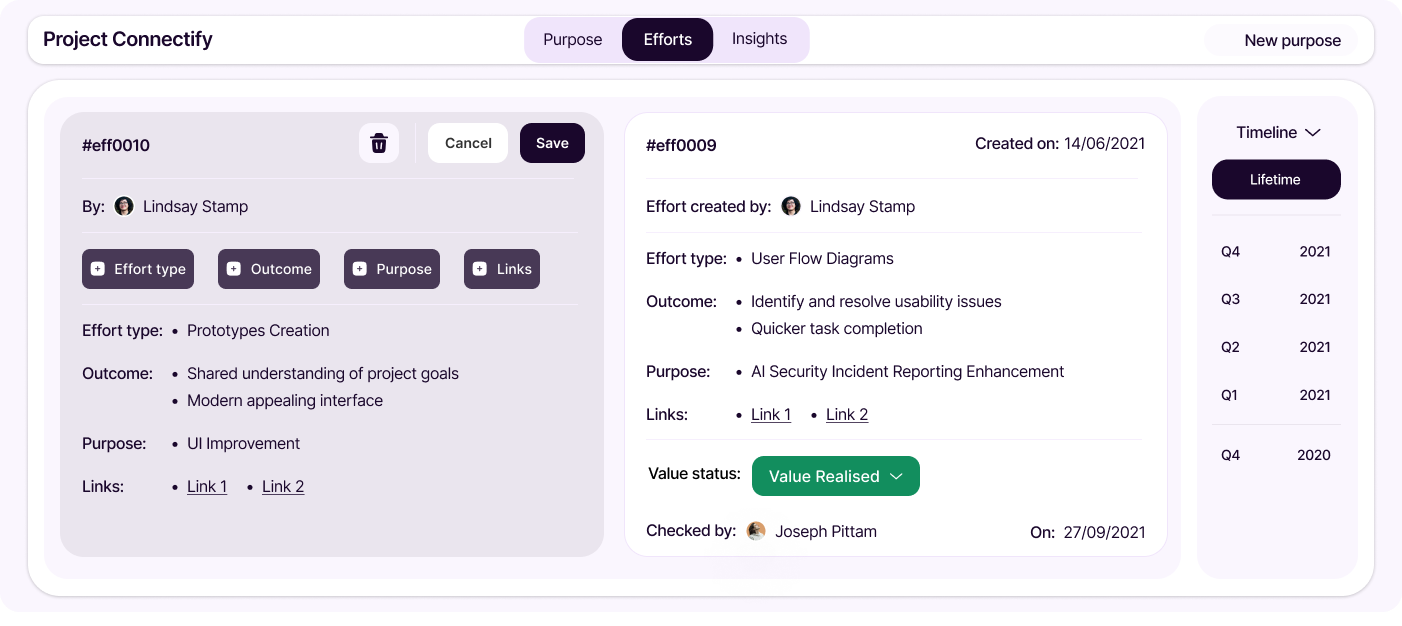 Project Connectify
Purpose
Efforts
Insights
New purpose
#eff0010
Cancel
Save
By: Lindsay Stamp
Effort type
Outcome
Purpose
Links
Effort type: • Prototypes Creation
Outcome: • Shared understanding of project goals
• Modern appealing interface
Purpose: • UI Improvement
Links: • Link 1 • Link 2
#eff0009
Created on: 14/06/2021
Effort created by: Lindsay Stamp
Effort type: • User Flow Diagrams
Outcome: • Identify and resolve usability issues
• Quicker task completion
Purpose: • AI Security Incident Reporting Enhancement
Links: • Link 1 • Link 2
Value status: Value Realised
Checked by: Joseph Pittam
On: 27/09/2021
Timeline
Lifetime
Q4 2021
Q3 2021
Q2 2021
Q1 2021
Q4 2020